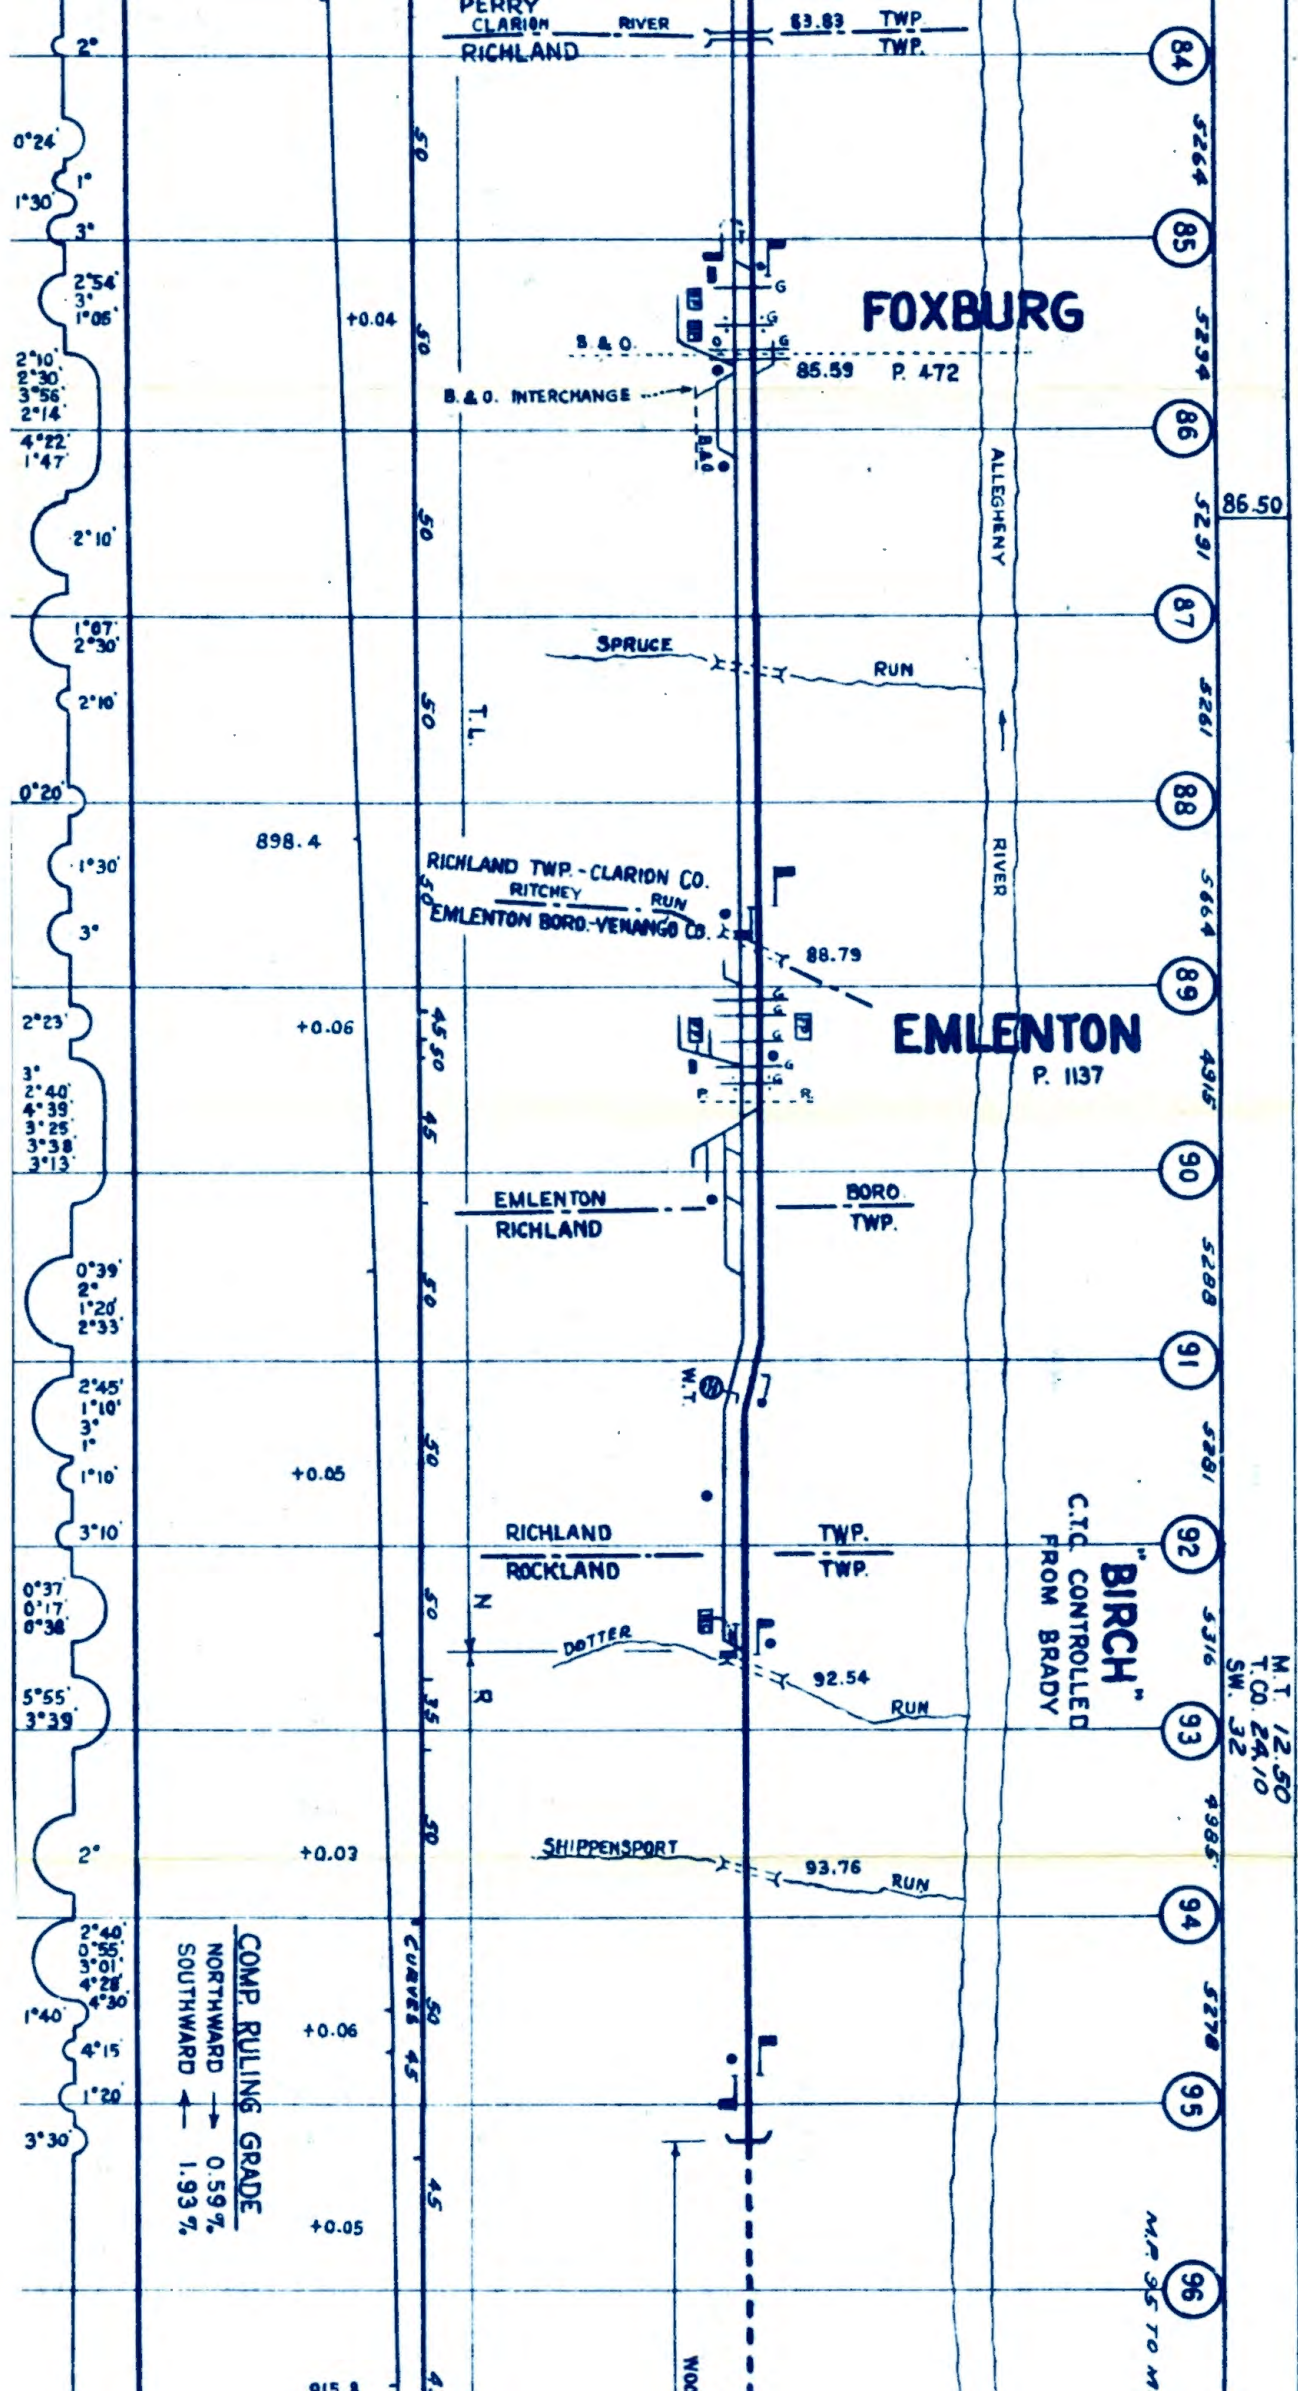 PERRY
CLARION RIVER 83.83 TWP.
RICHLAND TWP.
2°
84
50
5264
0°24'
1°
1°30'
3°
85
2°54'
3°
1°05'
+0.04
50
G
FOXBURG
5294
G
B. & O. G
2°10'
2°30'
3°56'
2°14'
85.59 P. 472
B. & O. INTERCHANGE
86
4°22'
1°47'
B.&O.
ALLEGHENY
86.50
50
5291
2°10'
87
1°07'
2°30'
SPRUCE RUN
2°10'
50
T.L.
5261
0°20'
88
898.4
RIVER
1°30'
RICHLAND TWP.-CLARION CO.
RITCHEY RUN
50
5664
3°
EMLENTON BORO.-VENANGO CO.
88.79
89
2°23'
+0.06
45 50
G
G
G
G
EMLENTON
P. 1137
4915
3°
2°40'
4°39'
3°25'
3°38'
3°13'
45
P. R.
90
EMLENTON BORO.
RICHLAND TWP.
0°39'
2°
1°20'
2°33'
50
5288
91
2°45'
1°10'
3°
1°
W.T.
1°10'
+0.05
50
5281
3°10'
RICHLAND TWP.
ROCKLAND TWP.
92
"BIRCH"
C.T.C. CONTROLLED
FROM BRADY
0°37'
0°17'
0°38'
50
N
5316
DOTTER RUN
92.54
R
M.T. 12.50
T.CO. 24.10
SW. 32
5°55'
3°39'
35
93
2°
+0.03
50
SHIPPENSPORT RUN
93.76
4985
94
2°40'
0°55'
3°01'
4°28'
4°30'
1°40'
4°15'
1°20'
3°30'
COMP. RULING GRADE
NORTHWARD → 0.59%
SOUTHWARD ← 1.93%
+0.06
CURVES 45
50
5278
95
45
+0.05
M.P. 95 TO M
96
WOO
915.8